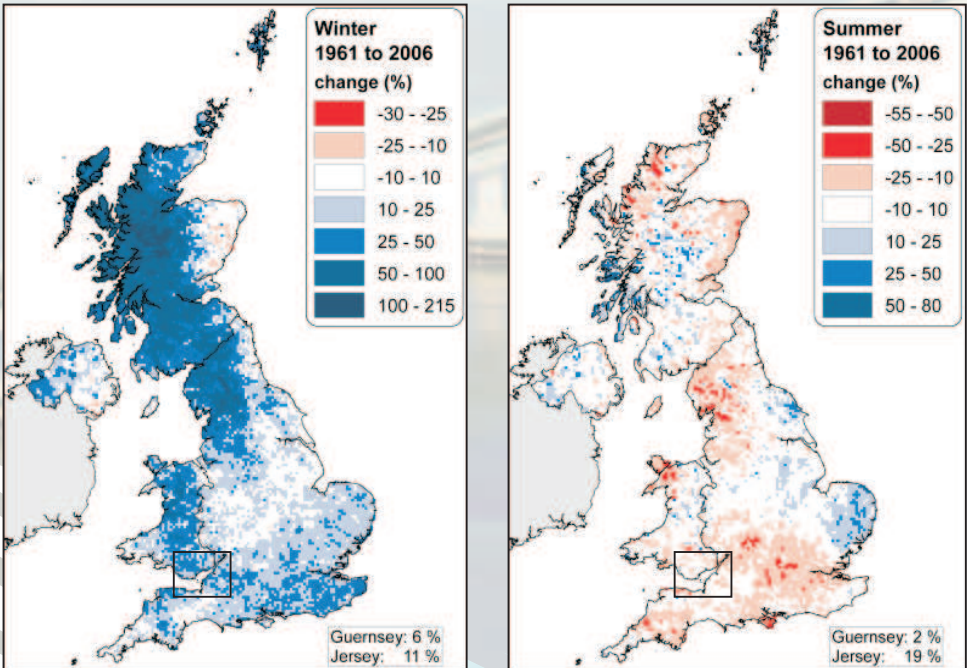 Winter
1961 to 2006
change (%)
-30 - -25
-25 - -10
-10 - 10
10 - 25
25 - 50
50 - 100
100 - 215
Guernsey: 6 %
Jersey: 11 %
Summer
1961 to 2006
change (%)
-55 - -50
-50 - -25
-25 - -10
-10 - 10
10 - 25
25 - 50
50 - 80
Guernsey: 2 %
Jersey: 19 %